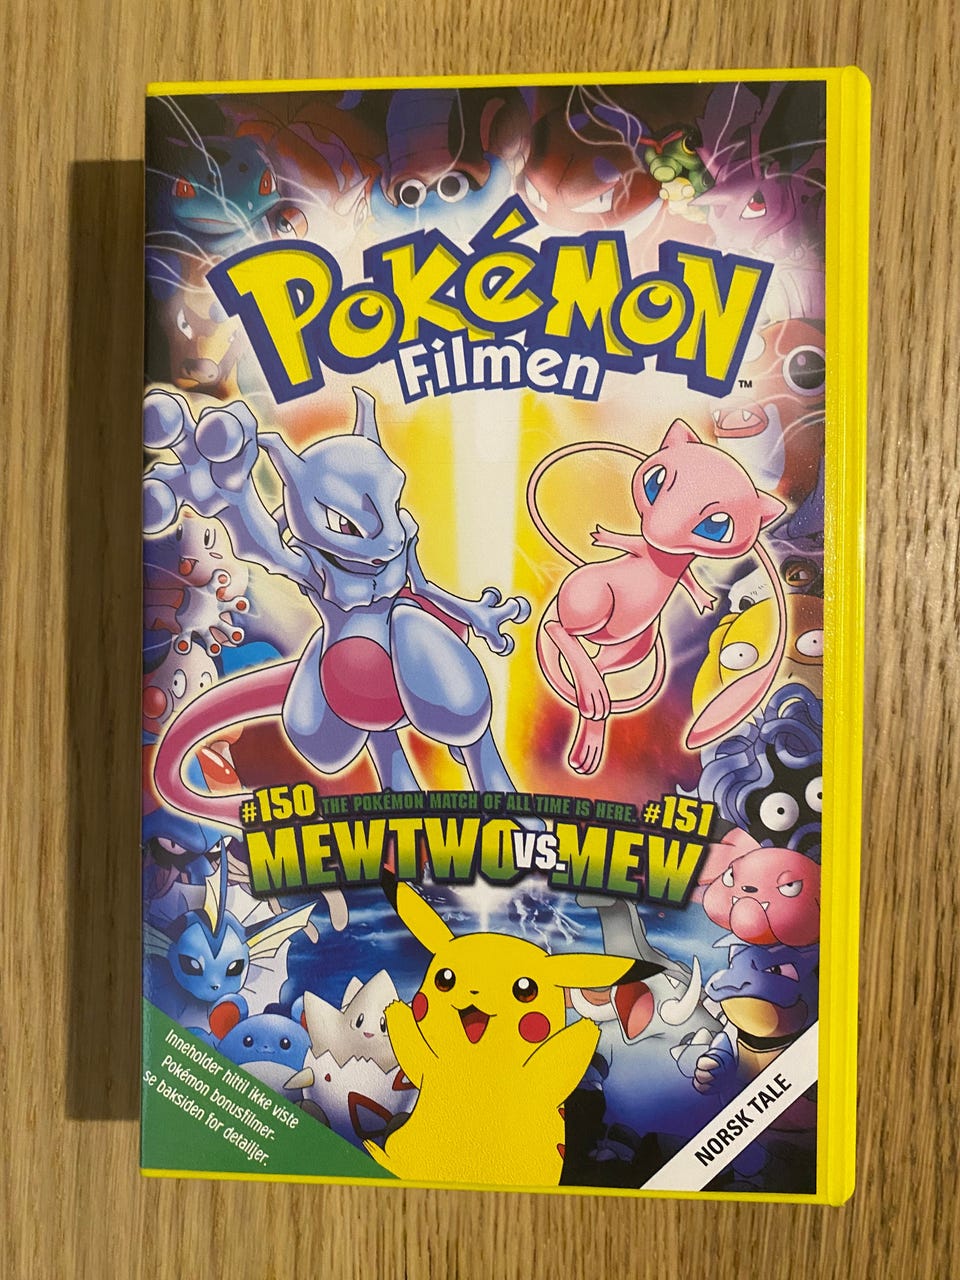 POKéMON
Filmen
TM
#150 THE POKéMON MATCH OF ALL TIME IS HERE. #151
MEWTWO VS. MEW
Inneholder hittil ikke viste
pokémon bonusfilmer-
se baksiden for detaljer.
NORSK TALE